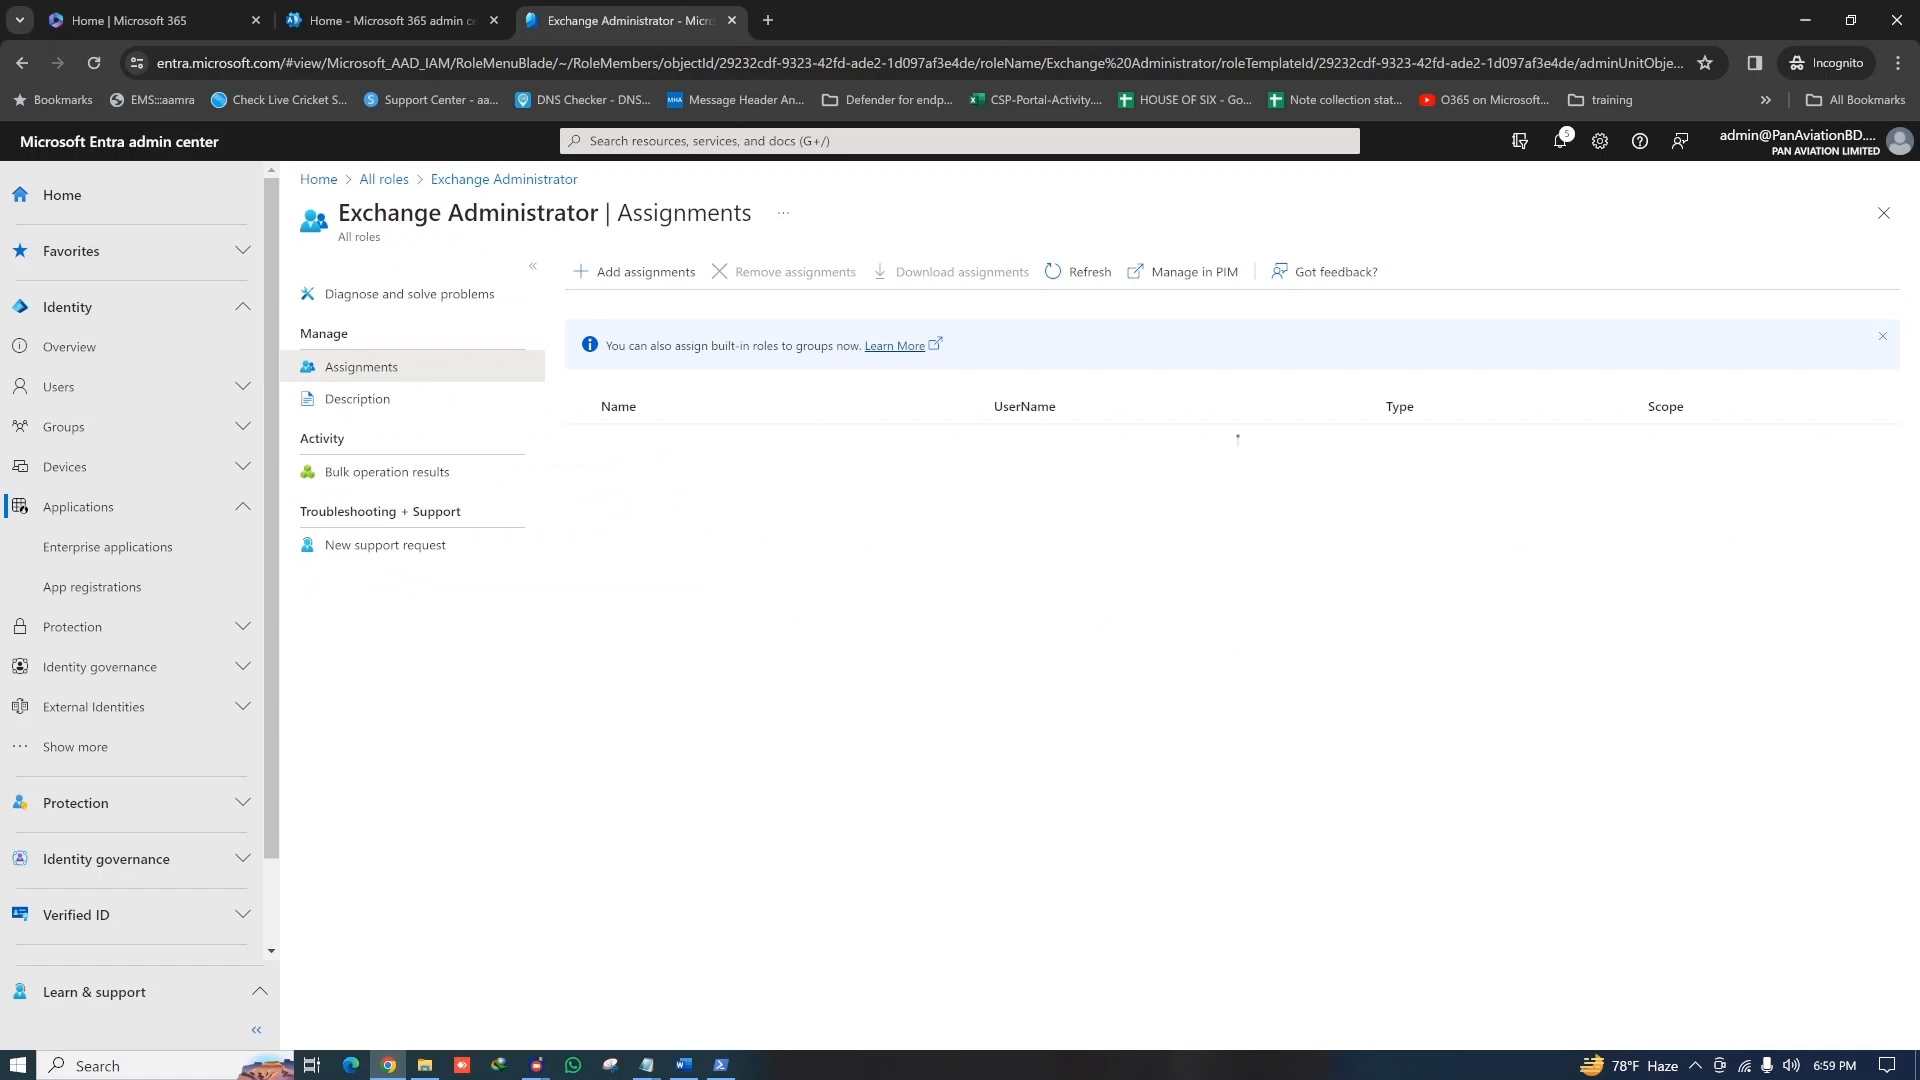 Home | Microsoft 365
Home - Microsoft 365 admin ce
Exchange Administrator - Micro
entra.microsoft.com/#view/Microsoft_AAD_IAM/RoleMenuBlade/~/RoleMembers/objectId/29232cdf-9323-42fd-ade2-1d097af3e4de/roleName/Exchange%20Administrator/roleTemplateId/29232cdf-9323-42fd-ade2-1d097af3e4de/adminUnitObje...
Incognito
Bookmarks
EMS:::aamra
Check Live Cricket S...
Support Center - aa...
DNS Checker - DNS...
MHA
Message Header An...
Defender for endp...
CSP-Portal-Activity....
HOUSE OF SIX - Go...
Note collection stat...
O365 on Microsoft...
training
All Bookmarks
Microsoft Entra admin center
Search resources, services, and docs (G+/)
5
admin@PanAviationBD....
PAN AVIATION LIMITED
Home
Favorites
Identity
Overview
Users
Groups
Devices
Applications
Enterprise applications
App registrations
Protection
Identity governance
External Identities
Show more
Protection
Identity governance
Verified ID
Learn & support
Home > All roles > Exchange Administrator
Exchange Administrator | Assignments
All roles
Diagnose and solve problems
Manage
Assignments
Description
Activity
Bulk operation results
Troubleshooting + Support
New support request
Add assignments
Remove assignments
Download assignments
Refresh
Manage in PIM
Got feedback?
You can also assign built-in roles to groups now. Learn More
Name
UserName
Type
Scope
Search
78°F Haze
6:59 PM